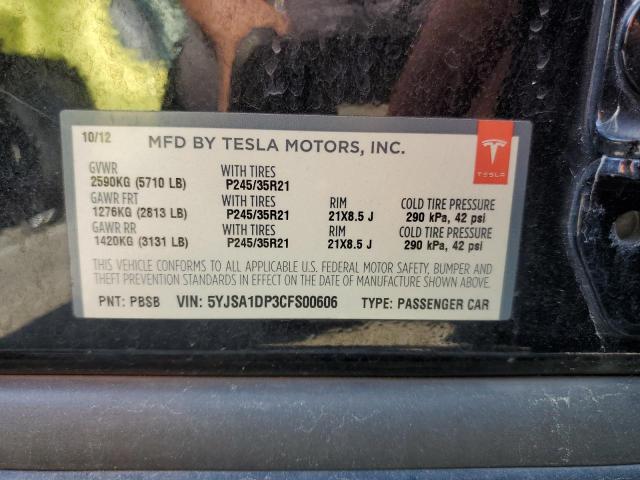 10/12 MFD BY TESLA MOTORS, INC.
TESLA
GVWR WITH TIRES
2590KG (5710 LB) P245/35R21
GAWR FRT WITH TIRES RIM COLD TIRE PRESSURE
1276KG (2813 LB) P245/35R21 21X8.5 J 290 kPa, 42 psi
GAWR RR WITH TIRES RIM COLD TIRE PRESSURE
1420KG (3131 LB) P245/35R21 21X8.5 J 290 kPa, 42 psi
THIS VEHICLE CONFORMS TO ALL APPLICABLE U.S. FEDERAL MOTOR SAFETY, BUMPER AND
THEFT PREVENTION STANDARDS IN EFFECT ON THE DATE OF MANUFACTURE SHOWN ABOVE.
PNT: PBSB VIN: 5YJSA1DP3CFS00606 TYPE: PASSENGER CAR